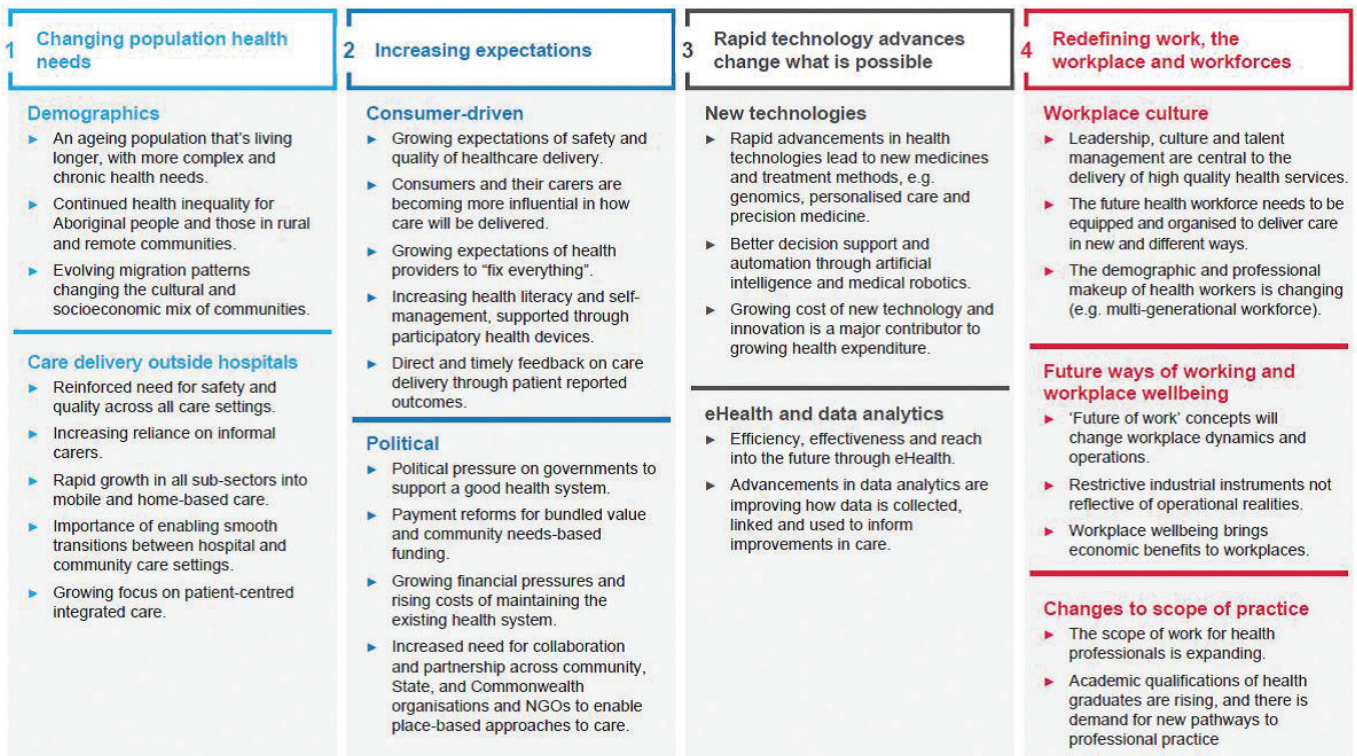 1
Changing population health
needs
Demographics
► An ageing population that's living
longer, with more complex and
chronic health needs.
► Continued health inequality for
Aboriginal people and those in rural
and remote communities.
► Evolving migration patterns
changing the cultural and
socioeconomic mix of communities.
Care delivery outside hospitals
► Reinforced need for safety and
quality across all care settings.
► Increasing reliance on informal
carers.
► Rapid growth in all sub-sectors into
mobile and home-based care.
► Importance of enabling smooth
transitions between hospital and
community care settings.
► Growing focus on patient-centred
integrated care.
2
Increasing expectations
Consumer-driven
► Growing expectations of safety and
quality of healthcare delivery.
► Consumers and their carers are
becoming more influential in how
care will be delivered.
► Growing expectations of health
providers to “fix everything”.
► Increasing health literacy and self-
management, supported through
participatory health devices.
► Direct and timely feedback on care
delivery through patient reported
outcomes.
Political
► Political pressure on governments to
support a good health system.
► Payment reforms for bundled value
and community needs-based
funding.
► Growing financial pressures and
rising costs of maintaining the
existing health system.
► Increased need for collaboration
and partnership across community,
State, and Commonwealth
organisations and NGOs to enable
place-based approaches to care.
3
Rapid technology advances
change what is possible
New technologies
► Rapid advancements in health
technologies lead to new medicines
and treatment methods, e.g.
genomics, personalised care and
precision medicine.
► Better decision support and
automation through artificial
intelligence and medical robotics.
► Growing cost of new technology and
innovation is a major contributor to
growing health expenditure.
eHealth and data analytics
► Efficiency, effectiveness and reach
into the future through eHealth.
► Advancements in data analytics are
improving how data is collected,
linked and used to inform
improvements in care.
4
Redefining work, the
workplace and workforces
Workplace culture
► Leadership, culture and talent
management are central to the
delivery of high quality health services.
► The future health workforce needs to be
equipped and organised to deliver care
in new and different ways.
► The demographic and professional
makeup of health workers is changing
(e.g. multi-generational workforce).
Future ways of working and
workplace wellbeing
► ‘Future of work’ concepts will
change workplace dynamics and
operations.
► Restrictive industrial instruments not
reflective of operational realities.
► Workplace wellbeing brings
economic benefits to workplaces.
Changes to scope of practice
► The scope of work for health
professionals is expanding.
► Academic qualifications of health
graduates are rising, and there is
demand for new pathways to
professional practice